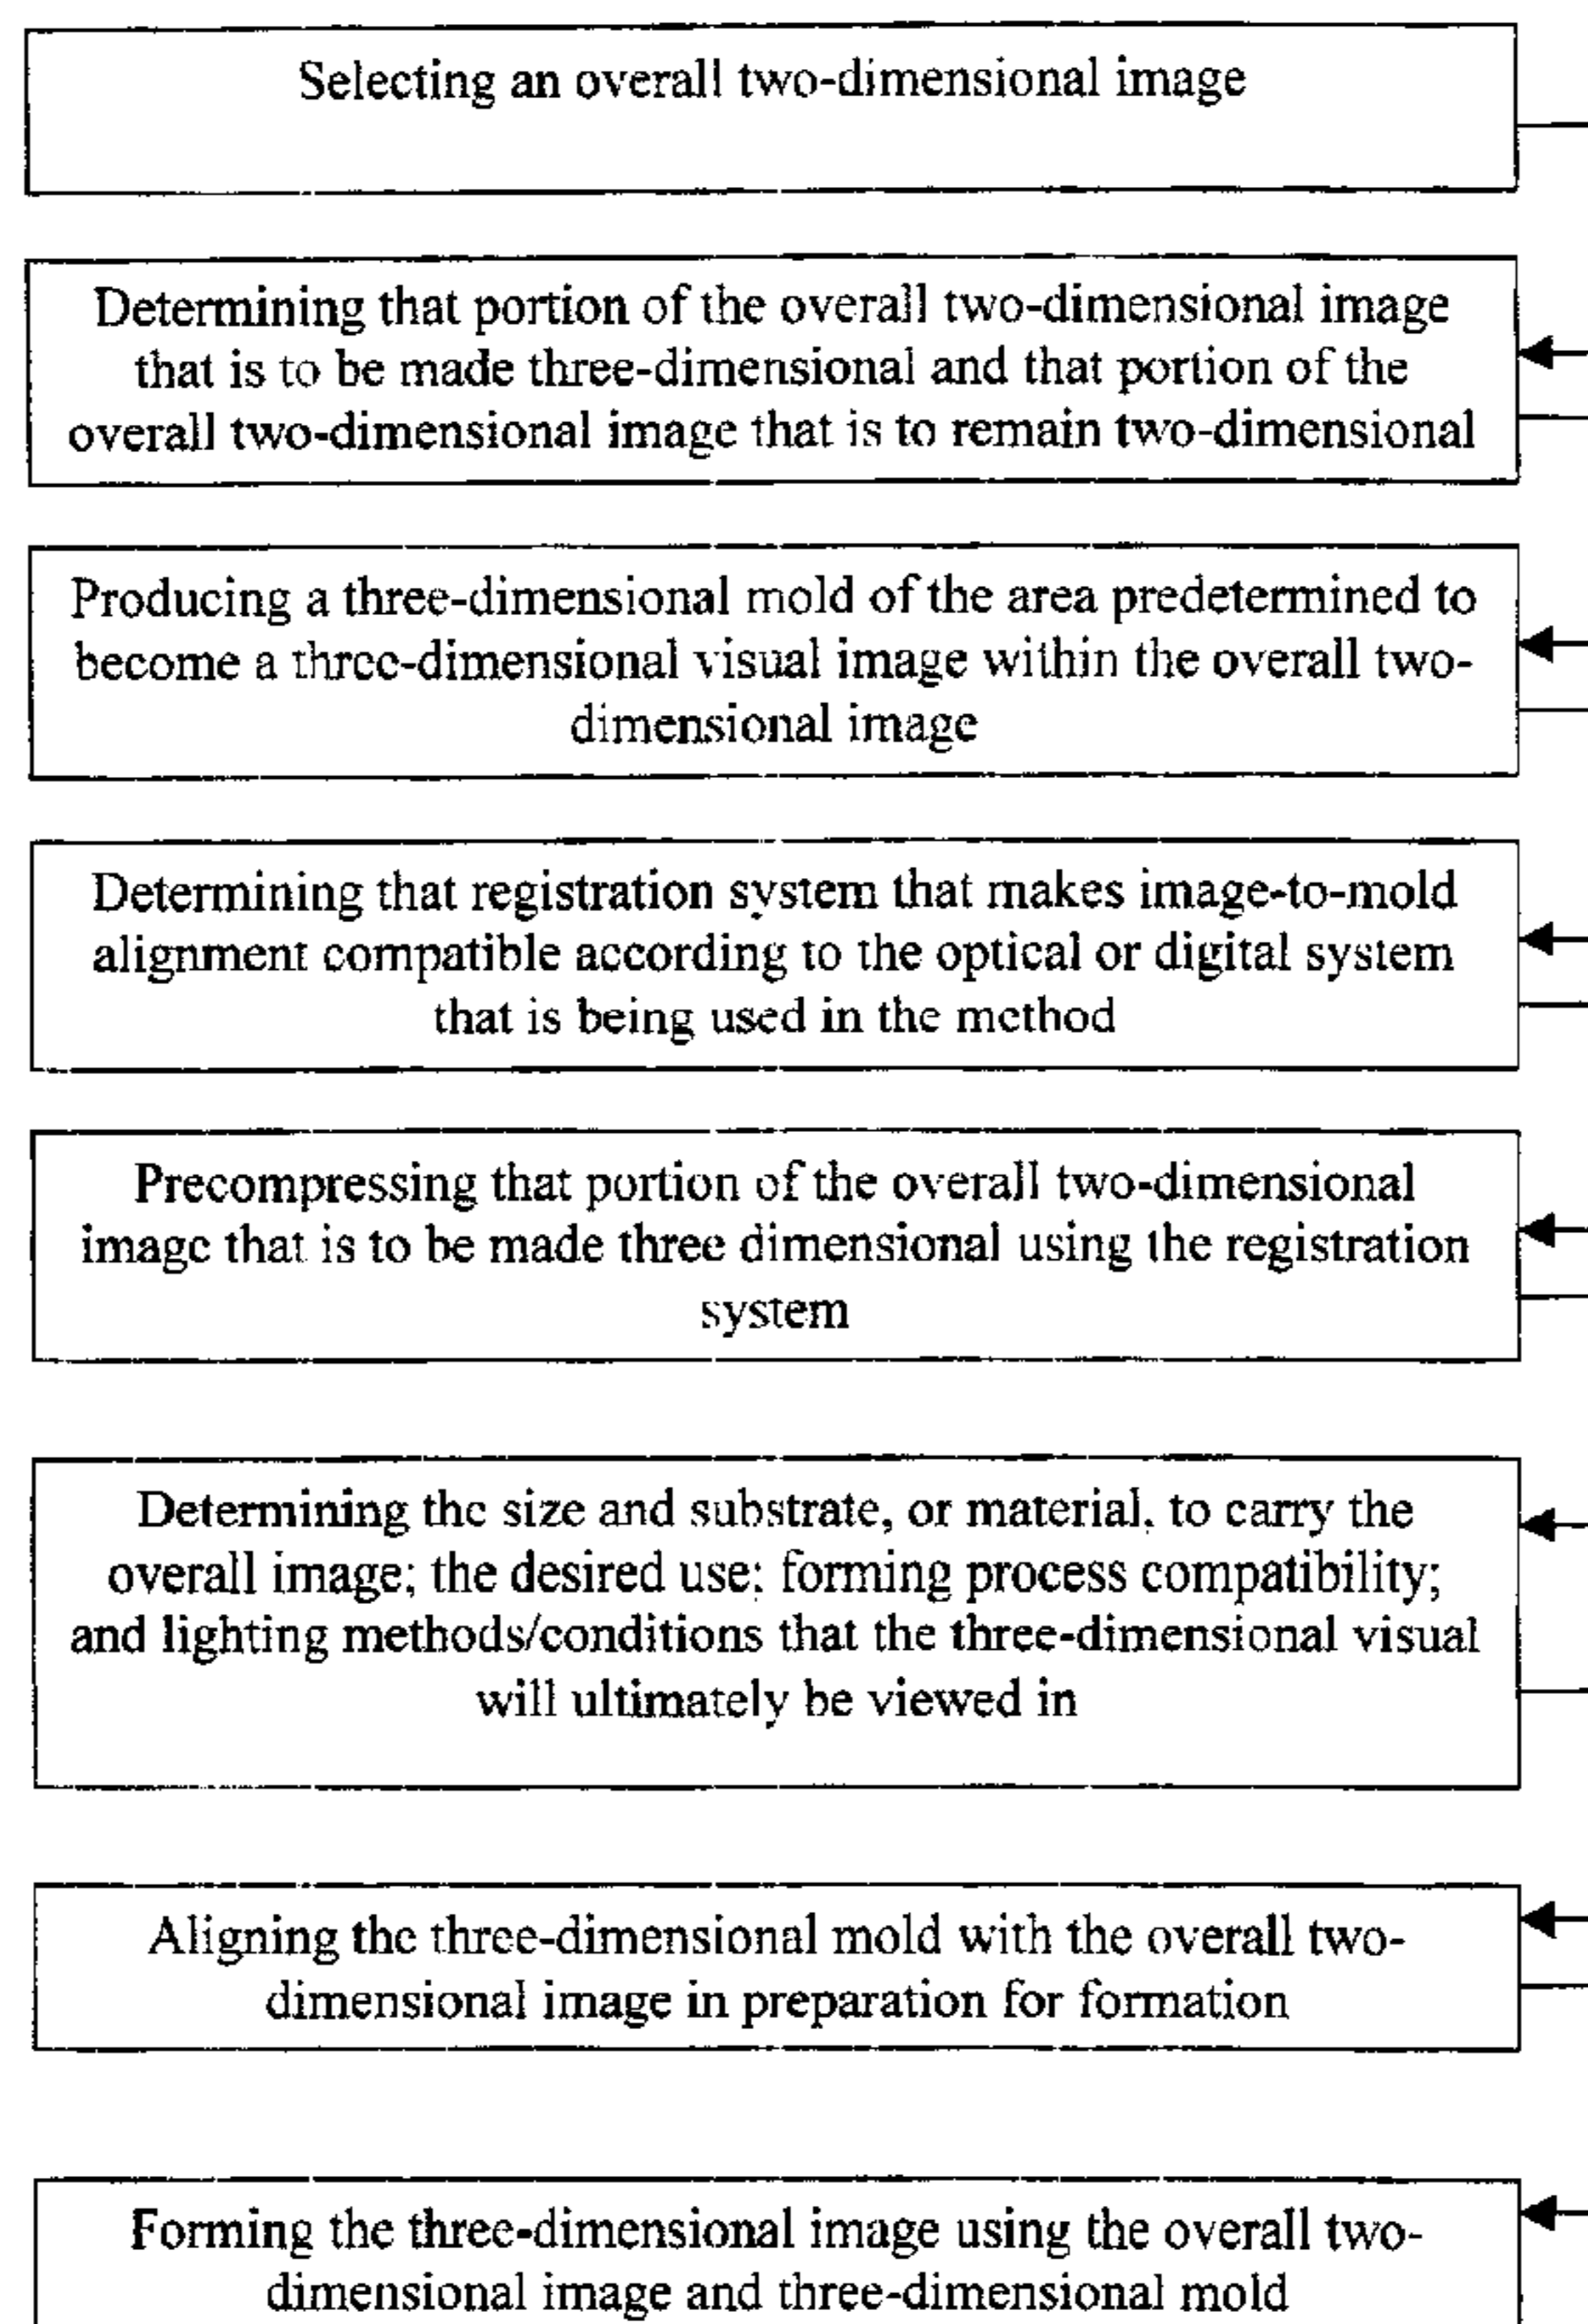 Selecting an overall two-dimensional image
Determining that portion of the overall two-dimensional image
that is to be made three-dimensional and that portion of the
overall two-dimensional image that is to remain two-dimensional
Producing a three-dimensional mold of the area predetermined to
become a three-dimensional visual image within the overall two-
dimensional image
Determining that registration system that makes image-to-mold
alignment compatible according to the optical or digital system
that is being used in the method
Precompressing that portion of the overall two-dimensional
image that is to be made three dimensional using the registration
system
Determining the size and substrate, or material, to carry the
overall image; the desired use; forming process compatibility;
and lighting methods/conditions that the three-dimensional visual
will ultimately be viewed in
Aligning the three-dimensional mold with the overall two-
dimensional image in preparation for formation
Forming the three-dimensional image using the overall two-
dimensional image and three-dimensional mold